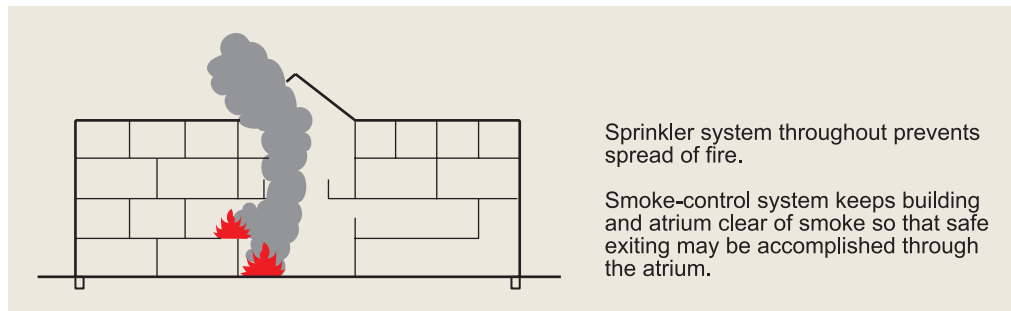 Sprinkler system throughout prevents
spread of fire.
Smoke-control system keeps building
and atrium clear of smoke so that safe
exiting may be accomplished through
the atrium.